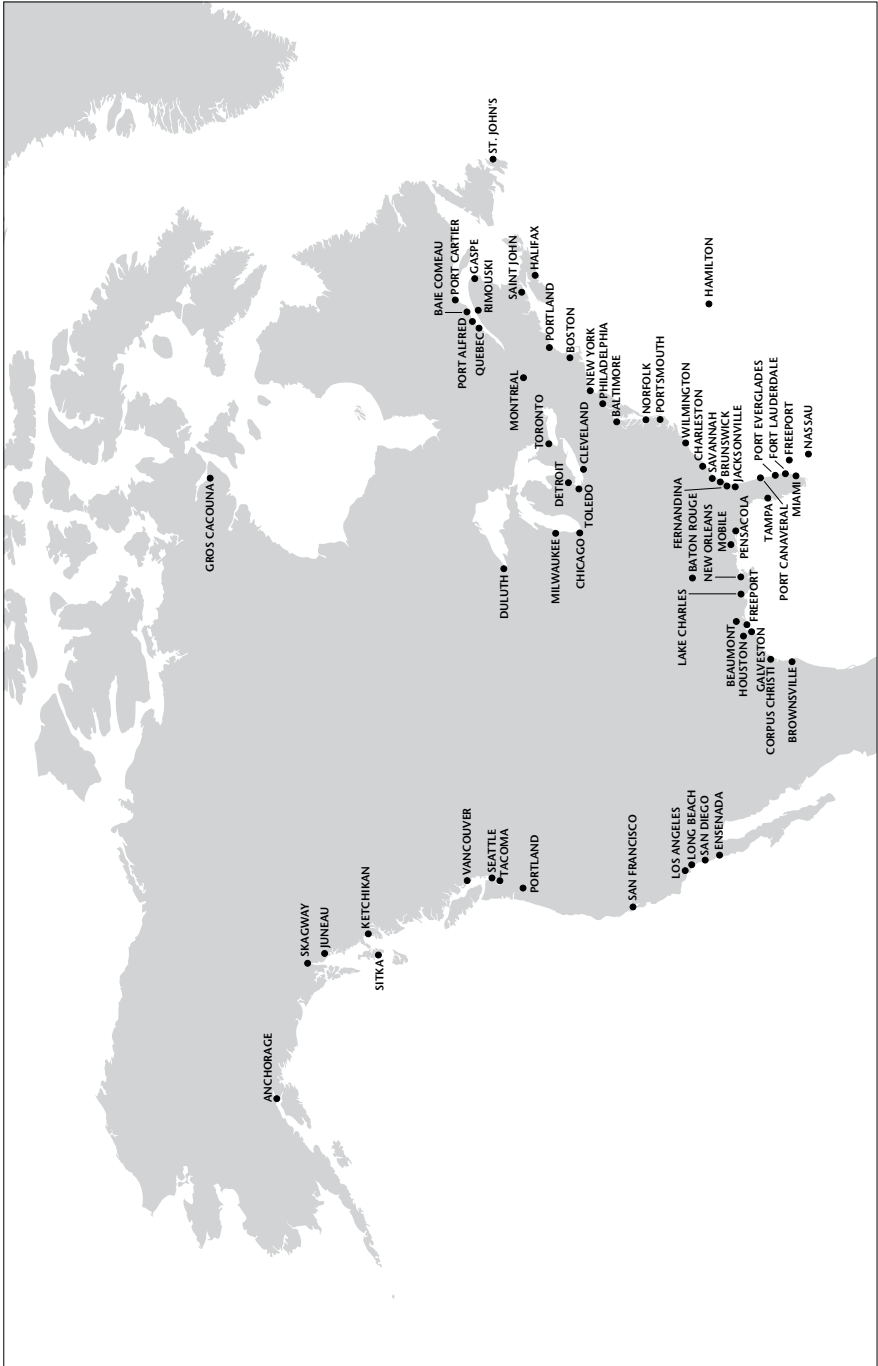 ANCHORAGE
SKAGWAY
JUNEAU
KETCHIKAN
SITKA
VANCOUVER
SEATTLE
TACOMA
PORTLAND
SAN FRANCISCO
LOS ANGELES
LONG BEACH
SAN DIEGO
ENSENADA
GROS CACOUNA
DULUTH
MILWAUKEE
CHICAGO
DETROIT
TOLEDO
CLEVELAND
TORONTO
MONTREAL
BAIE COMEAU
PORT CARTIER
PORT ALFRED
GASPE
QUEBEC
RIMOUSKI
ST. JOHN'S
SAINT JOHN
HALIFAX
PORTLAND
BOSTON
NEW YORK
PHILADELPHIA
BALTIMORE
NORFOLK
PORTSMOUTH
HAMILTON
WILMINGTON
CHARLESTON
SAVANNAH
BRUNSWICK
JACKSONVILLE
FERNANDINA
BATON ROUGE
NEW ORLEANS
MOBILE
PENSACOLA
LAKE CHARLES
BEAUMONT
HOUSTON
FREEPORT
GALVESTON
CORPUS CHRISTI
BROWNSVILLE
TAMPA
PORT CANAVERAL
MIAMI
PORT EVERGLADES
FORT LAUDERDALE
FREEPORT
NASSAU